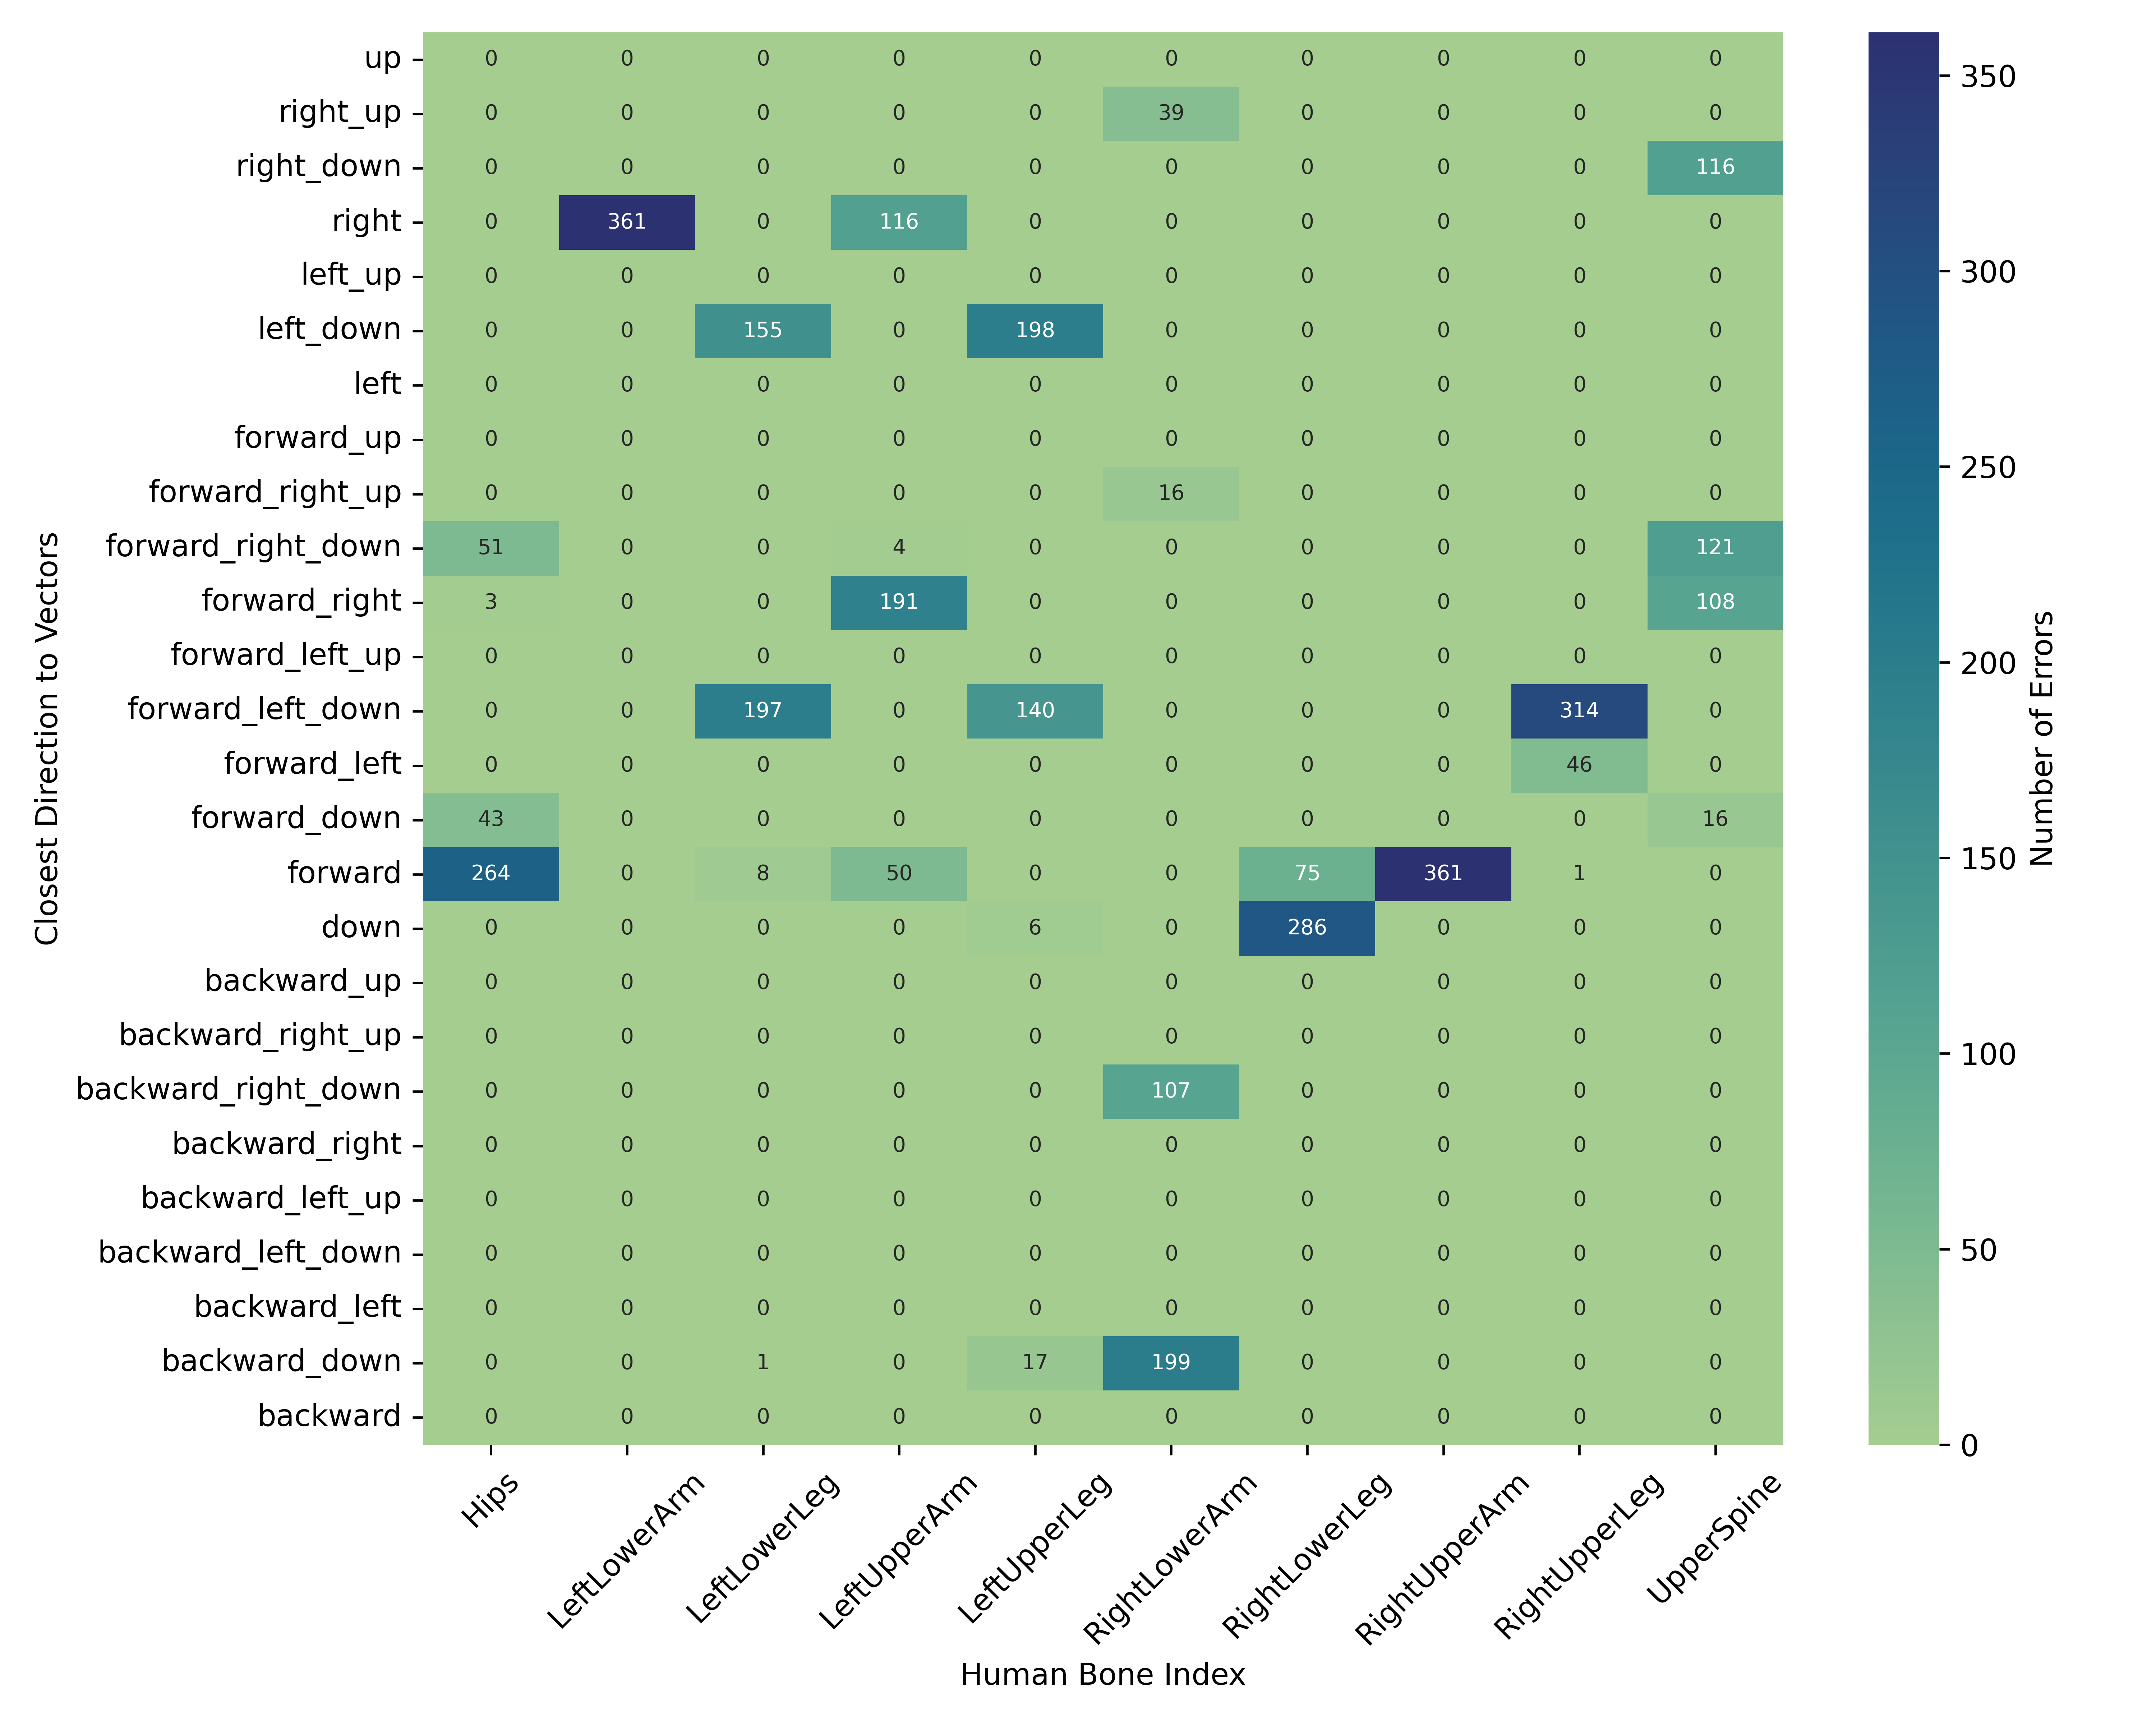 up 0 0 0 0 0 0 0 0 0 0
right_up 0 0 0 0 0 39 0 0 0 0
right_down 0 0 0 0 0 0 0 0 0 116
right 0 361 0 116 0 0 0 0 0 0
left_up 0 0 0 0 0 0 0 0 0 0
left_down 0 0 155 0 198 0 0 0 0 0
left 0 0 0 0 0 0 0 0 0 0
forward_up 0 0 0 0 0 0 0 0 0 0
forward_right_up 0 0 0 0 0 16 0 0 0 0
forward_right_down 51 0 0 4 0 0 0 0 0 121
forward_right 3 0 0 191 0 0 0 0 0 108
forward_left_up 0 0 0 0 0 0 0 0 0 0
forward_left_down 0 0 197 0 140 0 0 0 314 0
forward_left 0 0 0 0 0 0 0 0 46 0
forward_down 43 0 0 0 0 0 0 0 0 16
forward 264 0 8 50 0 0 75 361 1 0
down 0 0 0 0 6 0 286 0 0 0
backward_up 0 0 0 0 0 0 0 0 0 0
backward_right_up 0 0 0 0 0 0 0 0 0 0
backward_right_down 0 0 0 0 0 107 0 0 0 0
backward_right 0 0 0 0 0 0 0 0 0 0
backward_left_up 0 0 0 0 0 0 0 0 0 0
backward_left_down 0 0 0 0 0 0 0 0 0 0
backward_left 0 0 0 0 0 0 0 0 0 0
backward_down 0 0 1 0 17 199 0 0 0 0
backward 0 0 0 0 0 0 0 0 0 0
Hips LeftLowerArm LeftLowerLeg LeftUpperArm LeftUpperLeg RightLowerArm RightLowerLeg RightUpperArm RightUpperLeg UpperSpine
Human Bone Index
Closest Direction to Vectors
350
300
250
200
150
100
50
0
Number of Errors